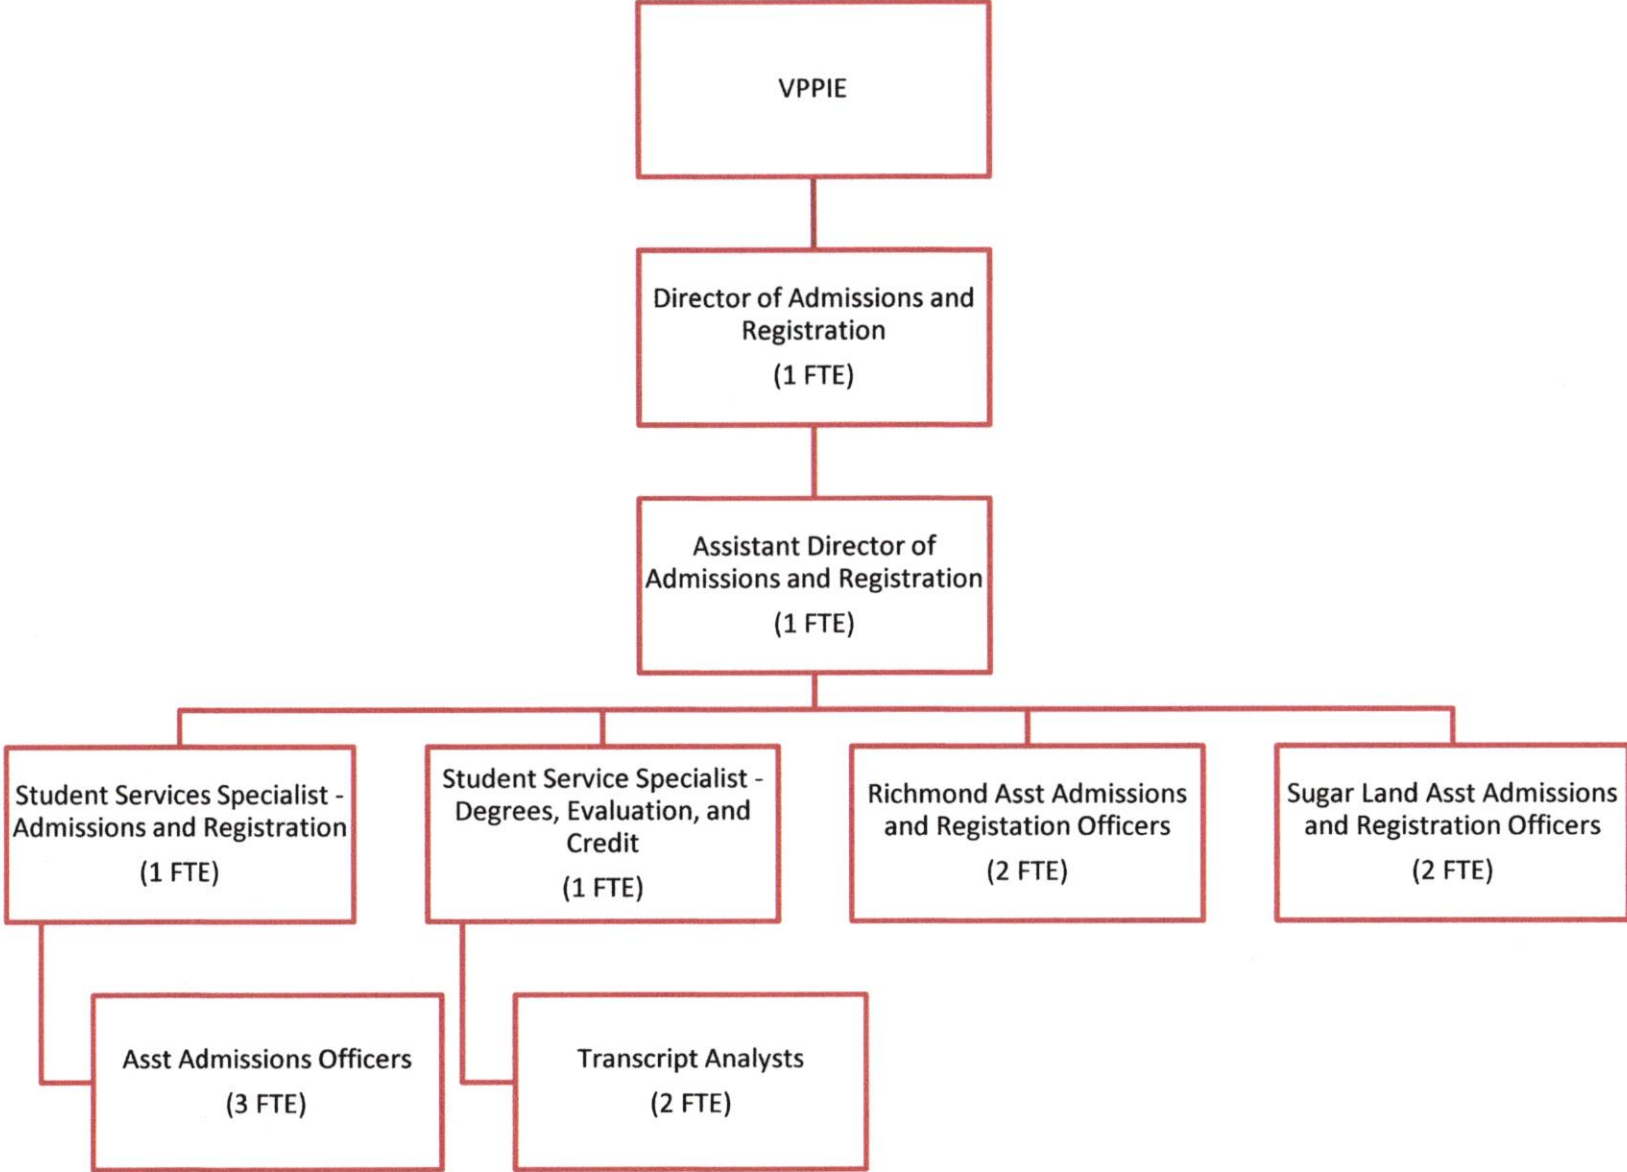 VPPIE
Director of Admissions and
Registration
(1 FTE)
Assistant Director of
Admissions and Registration
(1 FTE)
Student Services Specialist -
Admissions and Registration
(1 FTE)
Student Service Specialist -
Degrees, Evaluation, and
Credit
(1 FTE)
Richmond Asst Admissions
and Registation Officers
(2 FTE)
Sugar Land Asst Admissions
and Registration Officers
(2 FTE)
Asst Admissions Officers
(3 FTE)
Transcript Analysts
(2 FTE)